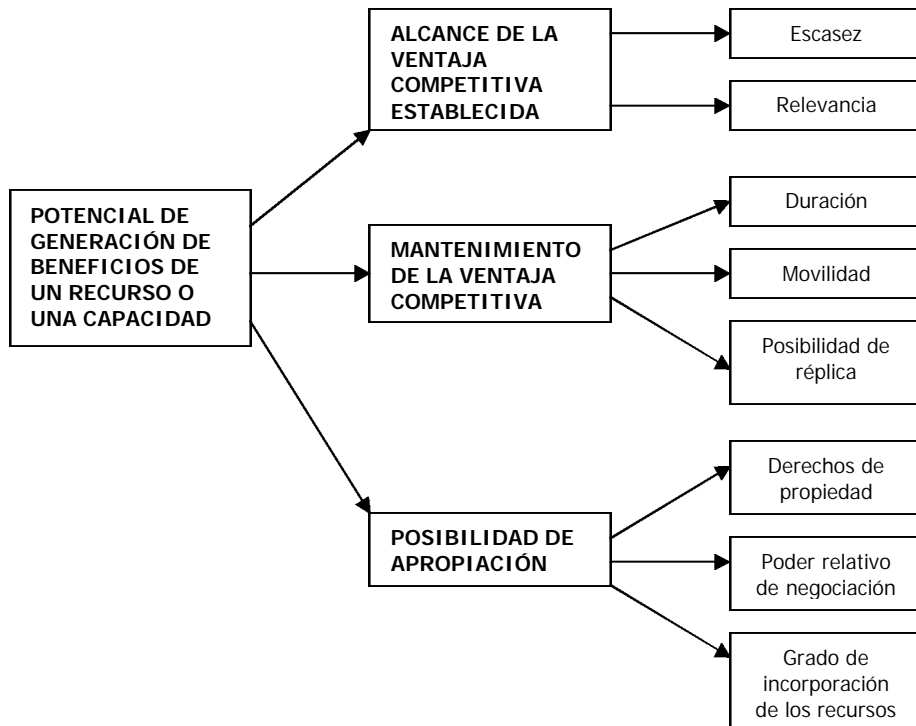 POTENCIAL DE
GENERACIÓN DE
BENEFICIOS DE
UN RECURSO O
UNA CAPACIDAD
ALCANCE DE LA
VENTAJA
COMPETITIVA
ESTABLECIDA
Escasez
Relevancia
MANTENIMIENTO
DE LA VENTAJA
COMPETITIVA
Duración
Movilidad
Posibilidad de
réplica
POSIBILIDAD DE
APROPIACIÓN
Derechos de
propiedad
Poder relativo
de negociación
Grado de
incorporación
de los recursos